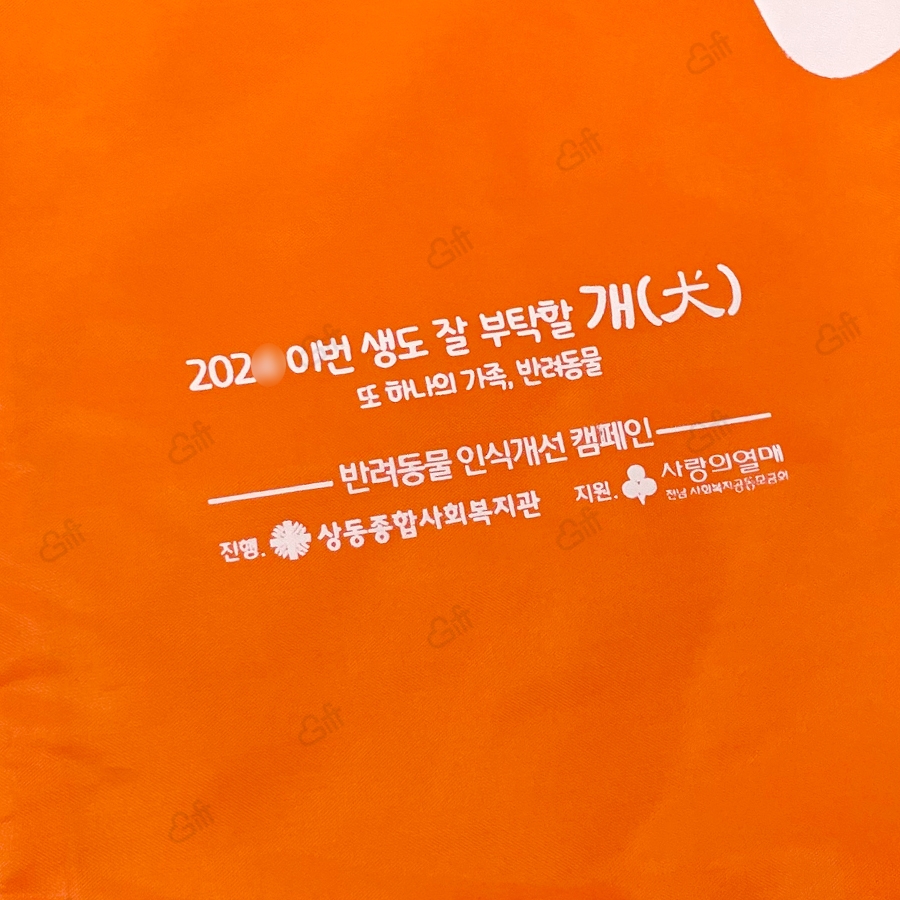 202 이번 생도 잘 부탁할 개(犬)
또 하나의 가족, 반려동물
반려동물 인식개선 캠페인
진행. 상동종합사회복지관 지원. 사랑의열매
전남 사회복지공동모금회